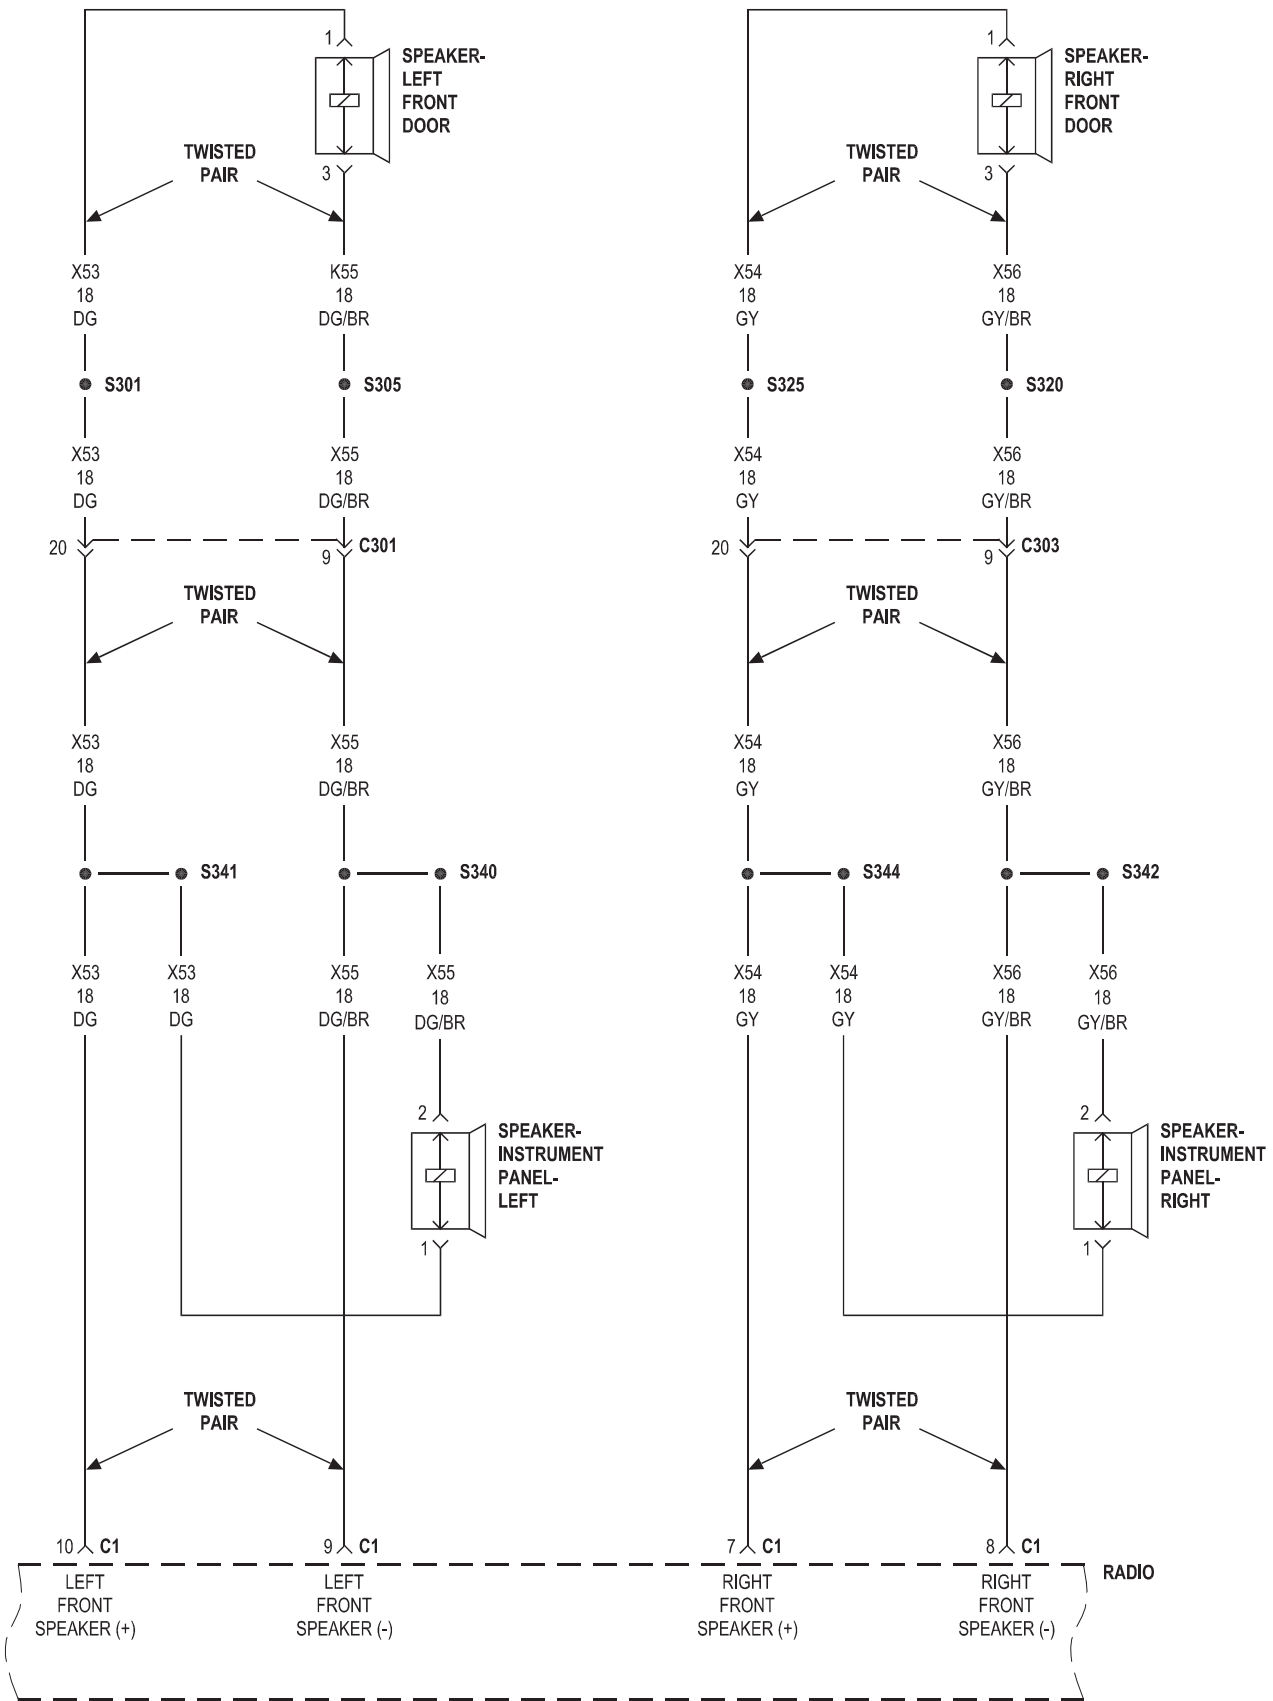 1
SPEAKER-
LEFT
FRONT
DOOR
3
TWISTED
PAIR
1
SPEAKER-
RIGHT
FRONT
DOOR
3
TWISTED
PAIR
X53
18
DG
K55
18
DG/BR
X54
18
GY
X56
18
GY/BR
S301
S305
S325
S320
X53
18
DG
X55
18
DG/BR
X54
18
GY
X56
18
GY/BR
20
9
C301
20
9
C303
TWISTED
PAIR
TWISTED
PAIR
X53
18
DG
X55
18
DG/BR
X54
18
GY
X56
18
GY/BR
S341
S340
S344
S342
X53
18
DG
X53
18
DG
X55
18
DG/BR
X55
18
DG/BR
X54
18
GY
X54
18
GY
X56
18
GY/BR
X56
18
GY/BR
2
SPEAKER-
INSTRUMENT
PANEL-
LEFT
1
2
SPEAKER-
INSTRUMENT
PANEL-
RIGHT
1
TWISTED
PAIR
TWISTED
PAIR
10 C1
9 C1
7 C1
8 C1
RADIO
LEFT
FRONT
SPEAKER (+)
LEFT
FRONT
SPEAKER (-)
RIGHT
FRONT
SPEAKER (+)
RIGHT
FRONT
SPEAKER (-)